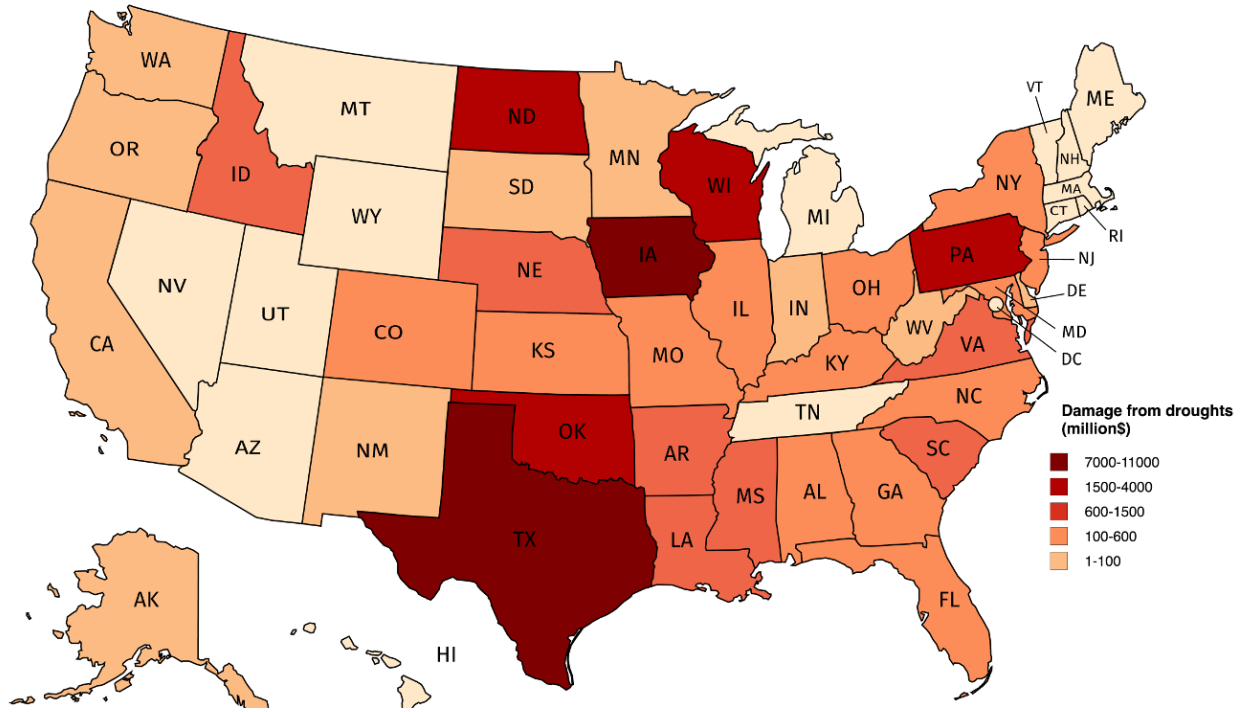 WA
MT
ND
MN
VT
ME
OR
ID
SD
WI
NH
NY
MA
WY
MI
CT
RI
NE
IA
PA
NJ
NV
UT
CO
IL
IN
OH
DE
WV
MD
CA
KS
MO
KY
VA
DC
AZ
NM
OK
AR
TN
NC
SC
MS
AL
GA
TX
LA
FL
AK
HI
Damage from droughts
(million$)
7000-11000
1500-4000
600-1500
100-600
1-100